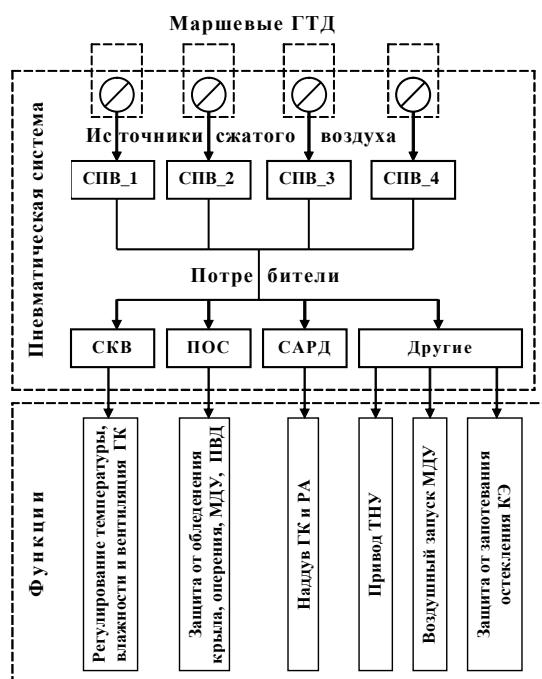 Маршевые ГТД
Источники сжатого воздуха
СПВ_1 СПВ_2 СПВ_3 СПВ_4
Потребители
СКВ ПОС САРД Другие
Пневматическая система
Функции
Регулирование температуры,
влажности и вентиляция ГК
Защита от обледенения
крыла, оперения, МДУ, ПВД
Наддув ГК и РА
Привод ТНУ
Воздушный запуск МДУ
Защита от запотевания
остекления КЭ